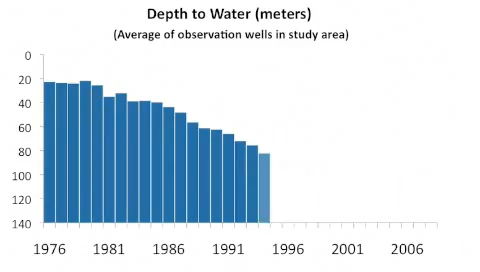 Depth to Water (meters)
(Average of observation wells in study area)
0
20
40
60
80
100
120
140
1976 1981 1986 1991 1996 2001 2006